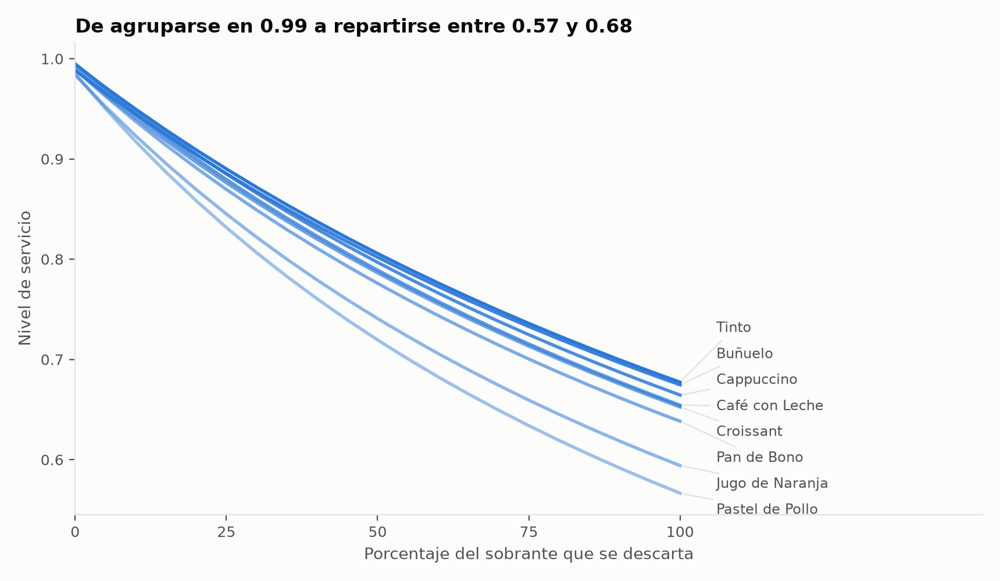 De agruparse en 0.99 a repartirse entre 0.57 y 0.68
Nivel de servicio
1.0
0.9
0.8
0.7
0.6
Tinto
Buñuelo
Cappuccino
Café con Leche
Croissant
Pan de Bono
Jugo de Naranja
Pastel de Pollo
0
25
50
75
100
Porcentaje del sobrante que se descarta